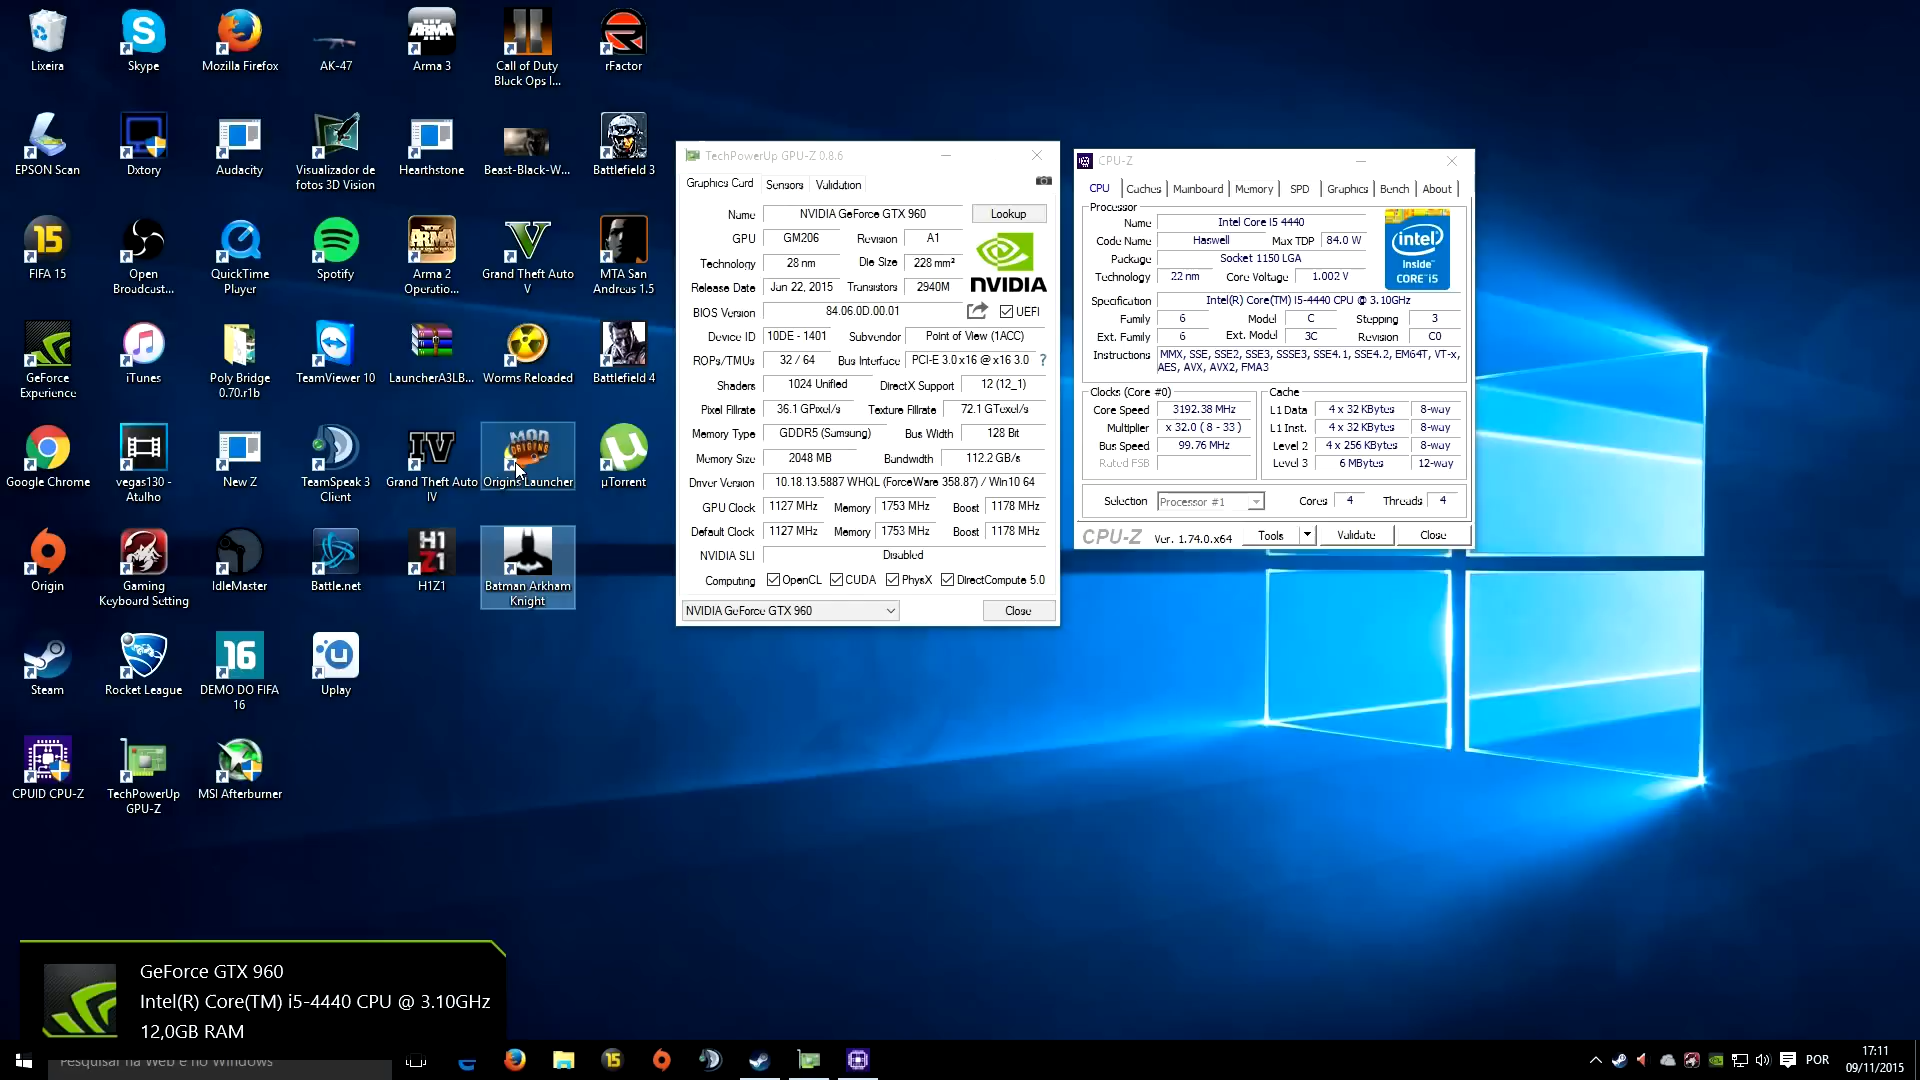 Lixeira
Skype
Mozilla Firefox
AK-47
Arma 3
Call of Duty
Black Ops I...
rFactor
EPSON Scan
Dxtory
Audacity
Visualizador de
fotos 3D Vision
Hearthstone
Beast-Black-W...
Battlefield 3
FIFA 15
Open
Broadcast...
QuickTime
Player
Spotify
Arma 2
Operatio...
Grand Theft Auto
V
MTA San
Andreas 1.5
GeForce
Experience
iTunes
Poly Bridge
0.70.r1b
TeamViewer 10
LauncherA3LB...
Worms Reloaded
Battlefield 4
Google Chrome
vegas130 -
Atalho
New Z
TeamSpeak 3
Client
Grand Theft Auto
IV
Origins Launcher
µTorrent
Origin
Gaming
Keyboard Setting
IdleMaster
Battle.net
H1Z1
Batman Arkham
Knight
Steam
Rocket League
DEMO DO FIFA
16
Uplay
CPUID CPU-Z
TechPowerUp
GPU-Z
MSI Afterburner
TechPowerUp GPU-Z 0.8.6
Graphics Card Sensors Validation
Name NVIDIA GeForce GTX 960 Lookup
GPU GM206 Revision A1
Technology 28 nm Die Size 228 mm²
Release Date Jan 22, 2015 Transistors 2940M
NVIDIA
BIOS Version 84.06.0D.00.01 UEFI
Device ID 10DE - 1401 Subvendor Point of View (1ACC)
ROPs/TMUs 32 / 64 Bus Interface PCI-E 3.0 x16 @ x16 3.0 ?
Shaders 1024 Unified DirectX Support 12 (12_1)
Pixel Fillrate 36.1 GPixel/s Texture Fillrate 72.1 GTexel/s
Memory Type GDDR5 (Samsung) Bus Width 128 Bit
Memory Size 2048 MB Bandwidth 112.2 GB/s
Driver Version 10.18.13.5887 WHQL (ForceWare 358.87) / Win10 64
GPU Clock 1127 MHz Memory 1753 MHz Boost 1178 MHz
Default Clock 1127 MHz Memory 1753 MHz Boost 1178 MHz
NVIDIA SLI Disabled
Computing OpenCL CUDA PhysX DirectCompute 5.0
NVIDIA GeForce GTX 960 Close
CPU-Z
CPU Caches Mainboard Memory SPD Graphics Bench About
Processor
Name Intel Core i5 4440
Code Name Haswell Max TDP 84.0 W
Package Socket 1150 LGA
Technology 22 nm Core Voltage 1.002 V
intel
inside™
CORE™ i5
Specification Intel(R) Core(TM) i5-4440 CPU @ 3.10GHz
Family 6 Model C Stepping 3
Ext. Family 6 Ext. Model 3C Revision C0
Instructions MMX, SSE, SSE2, SSE3, SSSE3, SSE4.1, SSE4.2, EM64T, VT-x,
AES, AVX, AVX2, FMA3
Clocks (Core #0)
Core Speed 3192.38 MHz
Multiplier x 32.0 ( 8 - 33 )
Bus Speed 99.76 MHz
Rated FSB
Cache
L1 Data 4 x 32 KBytes 8-way
L1 Inst. 4 x 32 KBytes 8-way
Level 2 4 x 256 KBytes 8-way
Level 3 6 MBytes 12-way
Selection Processor #1 Cores 4 Threads 4
CPU-Z Ver. 1.74.0.x64 Tools Validate Close
GeForce GTX 960
Intel(R) Core(TM) i5-4440 CPU @ 3.10GHz
12,0GB RAM
Pesquisar na Web e no Windows
POR
17:11
09/11/2015